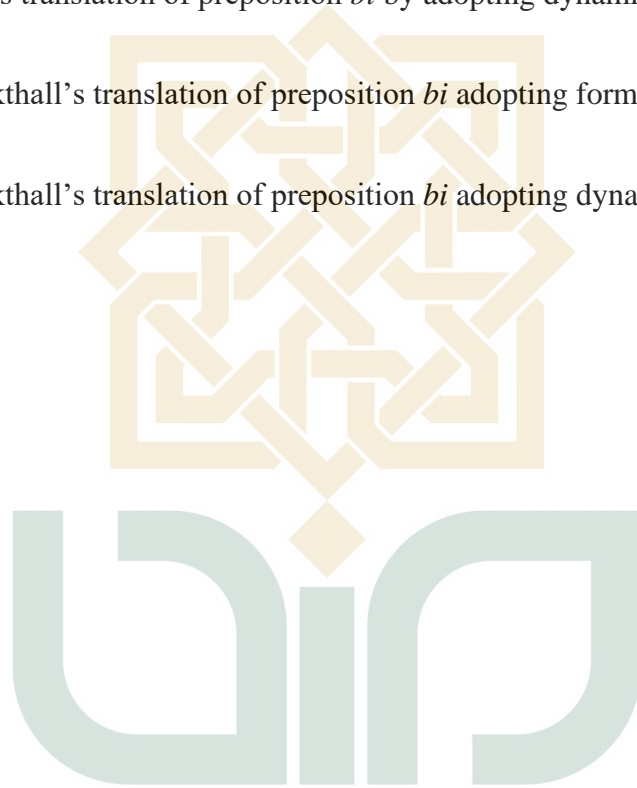 s translation of preposition bi by adopting dynami
kthall's translation of preposition bi adopting form
kthall's translation of preposition bi adopting dyna